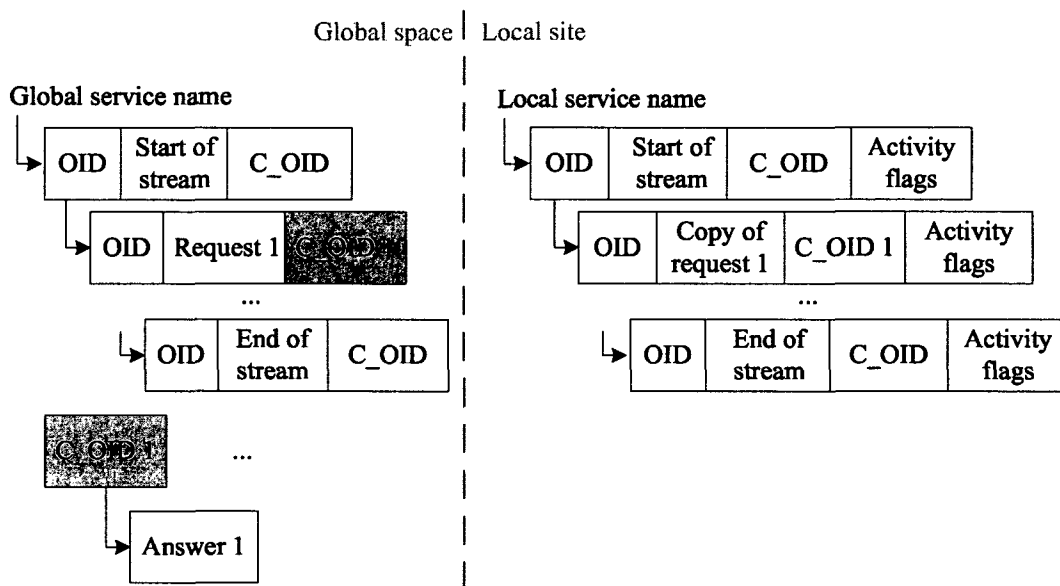 Global space
Local site
Global service name
OID
Start of
stream
C_OID
OID
Request 1
C_OID
...
OID
End of
stream
C_OID
C_OID 1
...
Answer 1
Local service name
OID
Start of
stream
C_OID
Activity
flags
OID
Copy of
request 1
C_OID 1
Activity
flags
...
OID
End of
stream
C_OID
Activity
flags